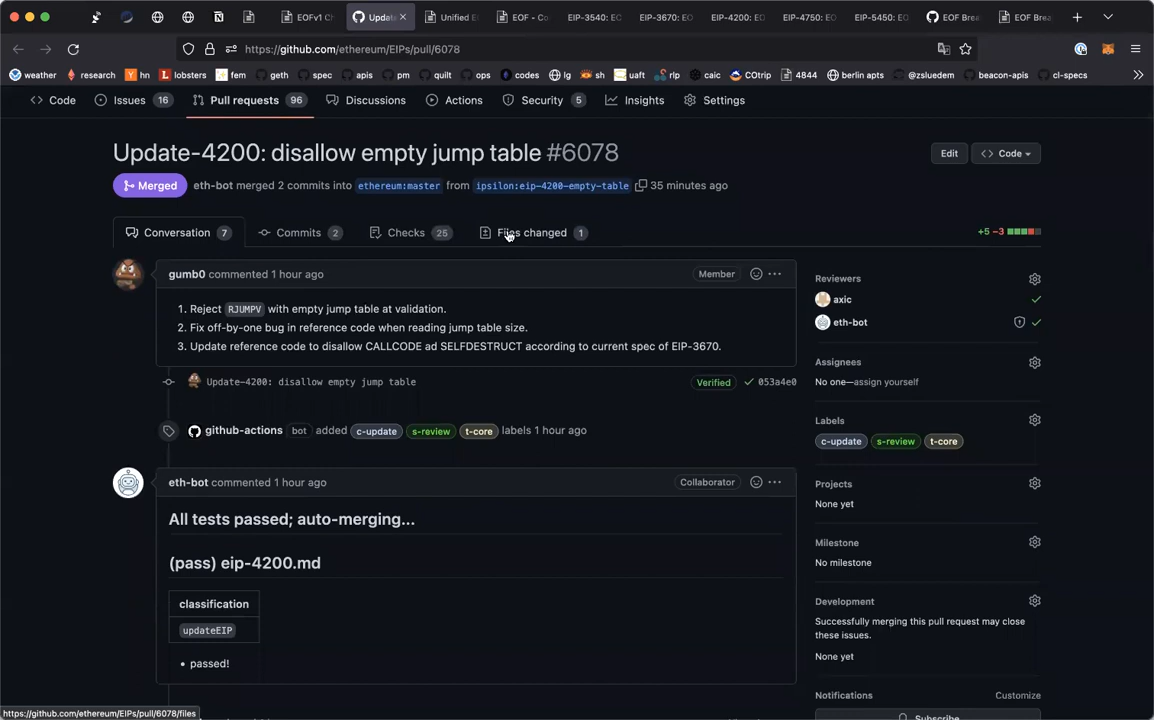 EOFv1 C
Updat
Unified E
EOF - Co
EIP-3540: EO
EIP-3670: EO
EIP-4200: EO
EIP-4750: EO
EIP-5450: EO
EOF Brea
EOF Brea
https://github.com/ethereum/EIPs/pull/6078
weather research hn lobsters fem geth spec apis pm quilt ops codes lg sh uaft rlp caic COtrip 4844 berlin apts @zsluedem beacon-apis cl-specs
Code Issues 16 Pull requests 96 Discussions Actions Security 5 Insights Settings
Update-4200: disallow empty jump table #6078
Edit Code
Merged eth-bot merged 2 commits into ethereum:master from ipsilon:eip-4200-empty-table 35 minutes ago
Conversation 7 Commits 2 Checks 25 Files changed 1
+5 −3
gumb0 commented 1 hour ago
Member
1. Reject RJUMPV with empty jump table at validation.
2. Fix off-by-one bug in reference code when reading jump table size.
3. Update reference code to disallow CALLCODE ad SELFDESTRUCT according to current spec of EIP-3670.
Update-4200: disallow empty jump table
Verified 053a4e0
github-actions bot added c-update s-review t-core labels 1 hour ago
eth-bot commented 1 hour ago
Collaborator
All tests passed; auto-merging...
(pass) eip-4200.md
classification
updateEIP
• passed!
Reviewers
axic
eth-bot
Assignees
No one—assign yourself
Labels
c-update s-review t-core
Projects
None yet
Milestone
No milestone
Development
Successfully merging this pull request may close
these issues.
None yet
Notifications Customize
Subscribe
https://github.com/ethereum/EIPs/pull/6078/files